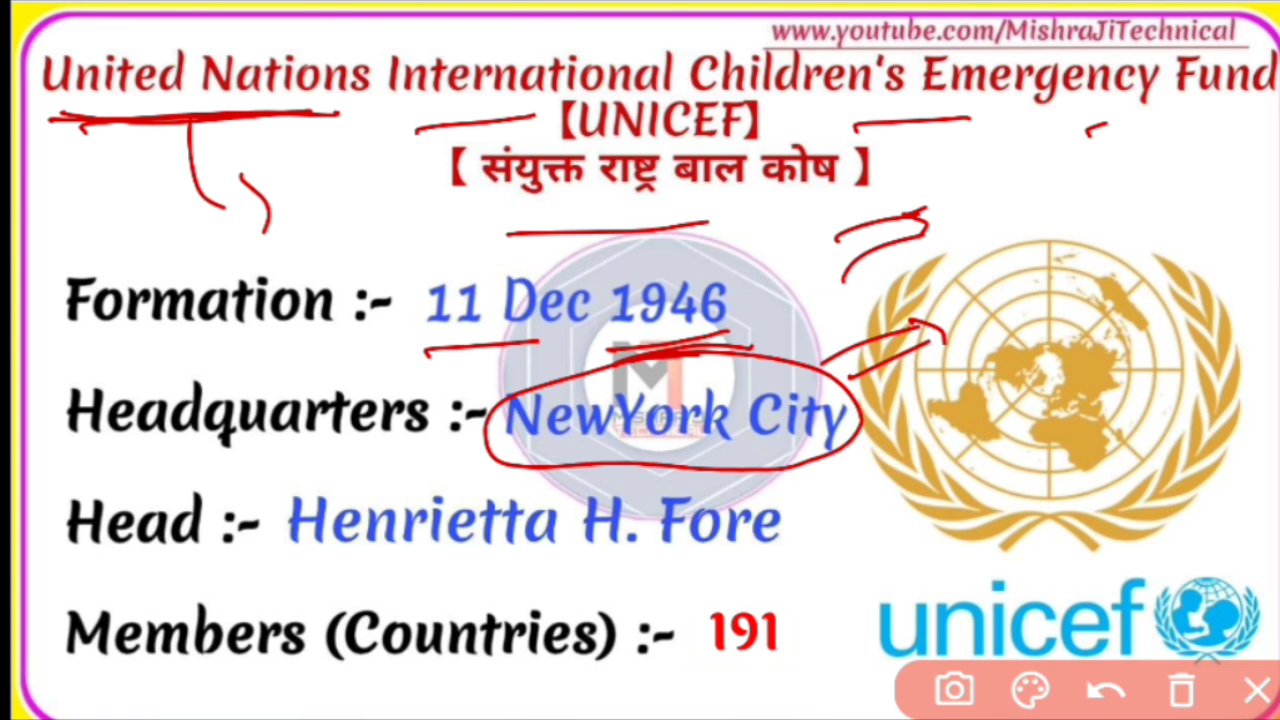 www.youtube.com/MishraJiTechnical
United Nations International Children's Emergency Fund
【UNICEF】
【 संयुक्त राष्ट्र बाल कोष 】
Formation :- 11 Dec 1946
Headquarters :- NewYork City
Head :- Henrietta H. Fore
Members (Countries) :- 191
unicef